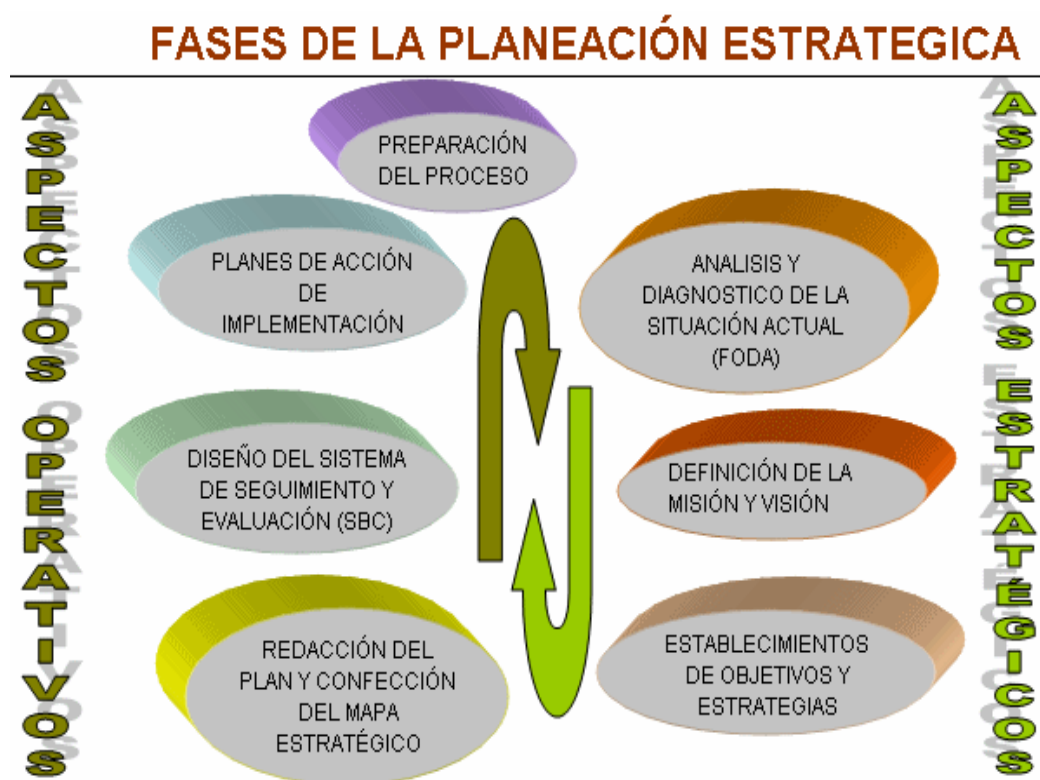 FASES DE LA PLANEACIÓN ESTRATEGICA
ASPECTOS OPERATIVOS
PREPARACIÓN
DEL PROCESO
PLANES DE ACCIÓN
DE
IMPLEMENTACIÓN
ANALISIS Y
DIAGNOSTICO DE LA
SITUACIÓN ACTUAL
(FODA)
DISEÑO DEL SISTEMA
DE SEGUIMIENTO Y
EVALUACIÓN (SBC)
DEFINICIÓN DE LA
MISIÓN Y VISIÓN
REDACCIÓN DEL
PLAN Y CONFECCIÓN
DEL MAPA
ESTRATÉGICO
ESTABLECIMIENTOS
DE OBJETIVOS Y
ESTRATEGIAS
ASPECTOS ESTRATÉGICOS